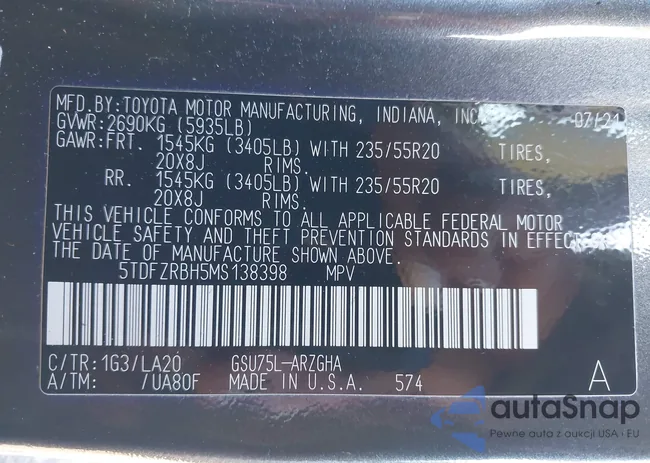 MFD.BY:TOYOTA MOTOR MANUFACTURING, INDIANA, INC. 07/21
GVWR:2690KG (5935LB)
GAWR:FRT. 1545KG (3405LB) WITH 235/55R20 TIRES,
20X8J RIMS.
RR. 1545KG (3405LB) WITH 235/55R20 TIRES,
20X8J RIMS.
THIS VEHICLE CONFORMS TO ALL APPLICABLE FEDERAL MOTOR
VEHICLE SAFETY AND THEFT PREVENTION STANDARDS IN EFFECT
THE DATE OF MANUFACTURE SHOWN ABOVE.
5TDFZRBH5MS138398 MPV
C/TR:1G3/LA20 GSU75L-ARZGHA
A/TM: /UA80F MADE IN U.S.A. 574 A
autoSnap
Pewne auta z aukcji USA i EU